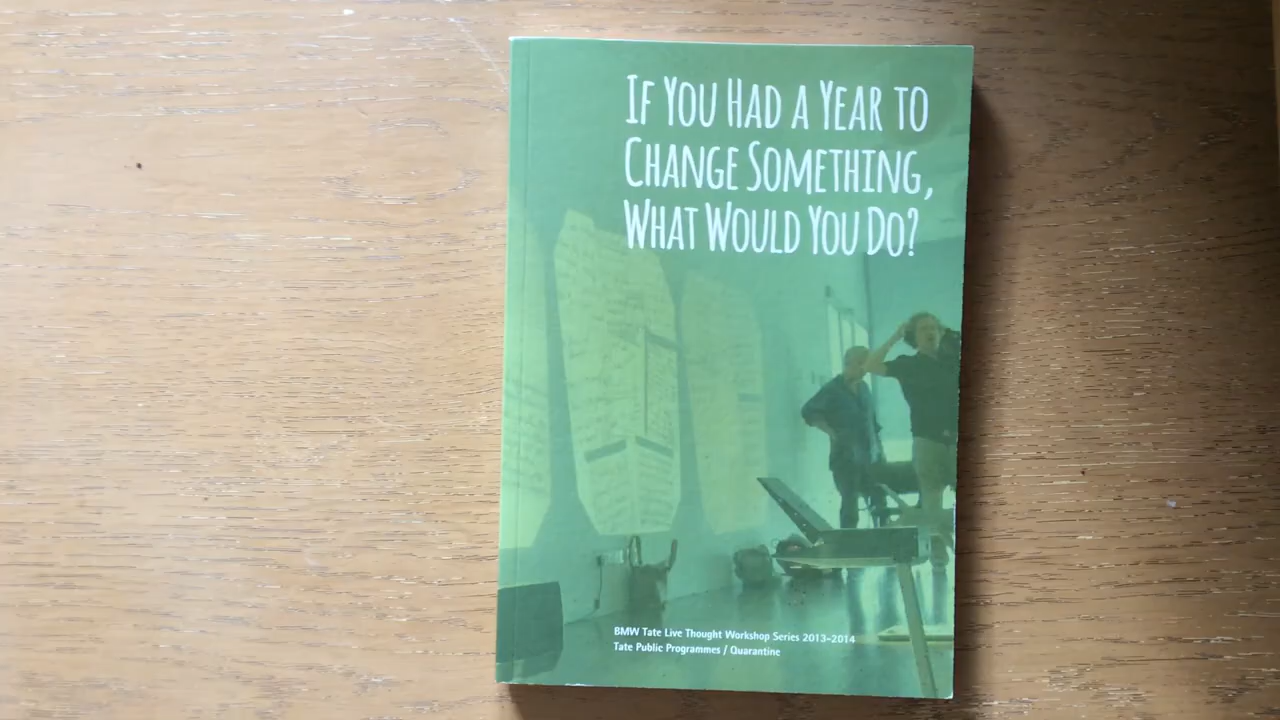 If You Had a Year to
Change Something,
What Would You Do?
BMW Tate Live Thought Workshop Series 2013-2014
Tate Public Programmes / Quarantine